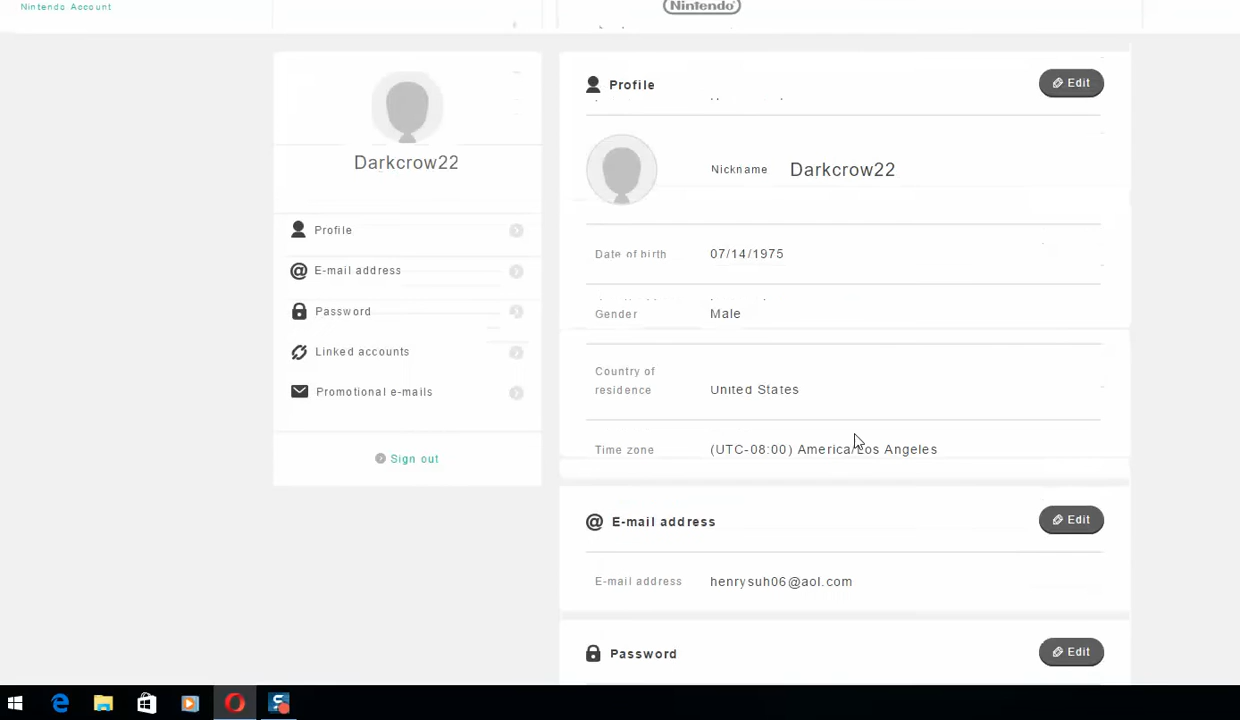 Nintendo Account
Nintendo
Darkcrow22
Profile
E-mail address
Password
Linked accounts
Promotional e-mails
Sign out
Profile
Edit
Nickname Darkcrow22
Date of birth 07/14/1975
Gender Male
Country of
residence United States
Time zone (UTC-08:00) America/Los Angeles
E-mail address
Edit
E-mail address henrysuh06@aol.com
Password
Edit